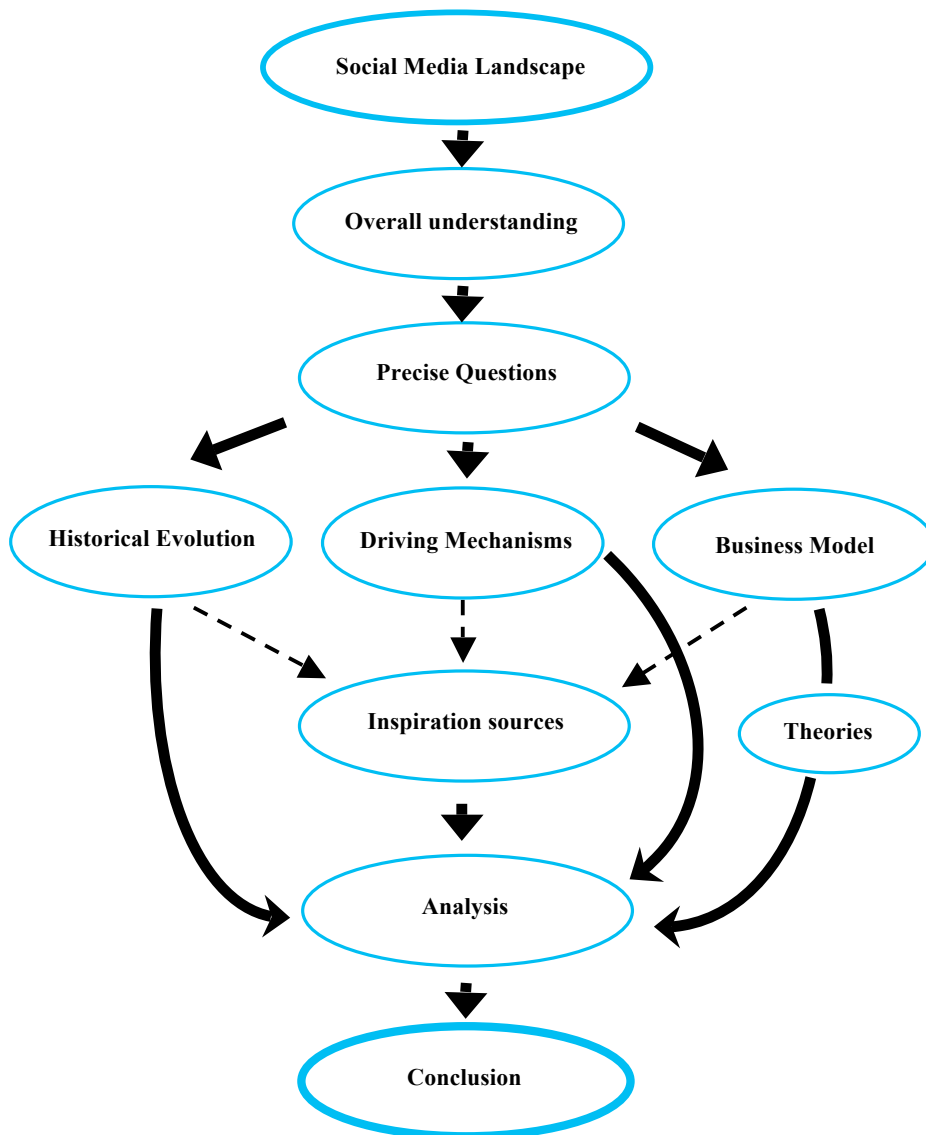 Social Media Landscape
Overall understanding
Precise Questions
Historical Evolution
Driving Mechanisms
Business Model
Inspiration sources
Theories
Analysis
Conclusion